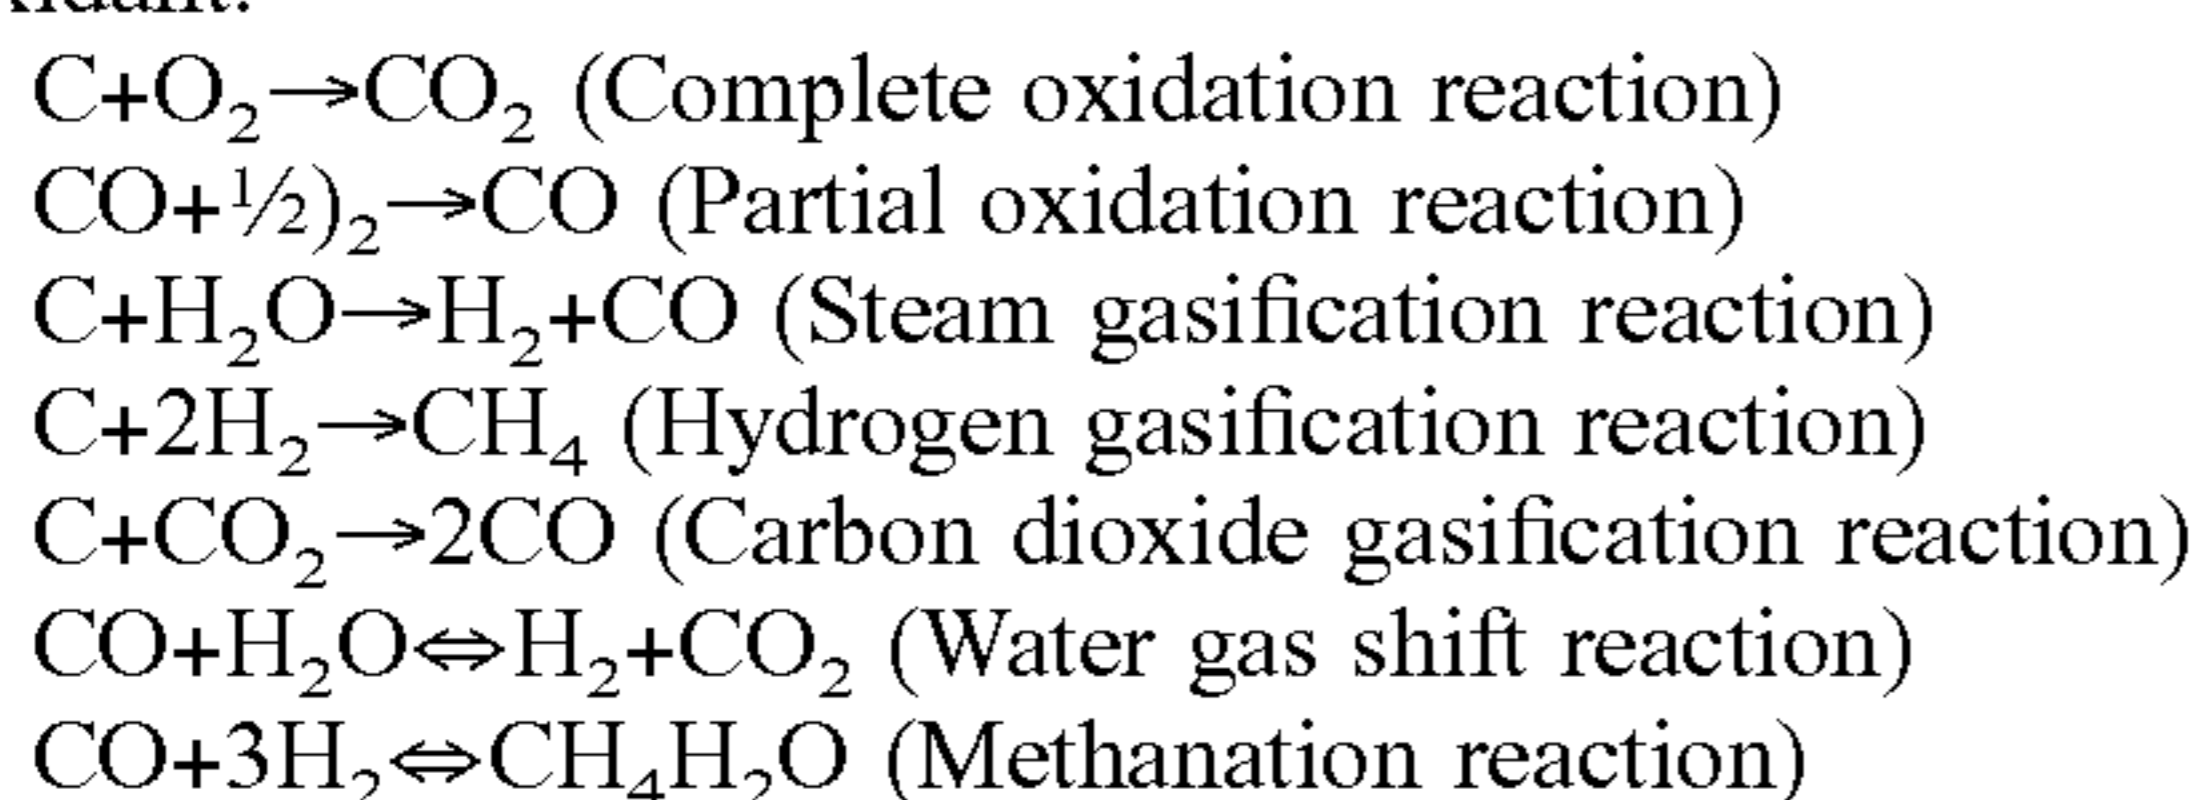 C+O₂→CO₂ (Complete oxidation reaction)
CO+½)₂→CO (Partial oxidation reaction)
C+H₂O→H₂+CO (Steam gasification reaction)
C+2H₂→CH₄ (Hydrogen gasification reaction)
C+CO₂→2CO (Carbon dioxide gasification reaction)
CO+H₂O⇔H₂+CO₂ (Water gas shift reaction)
CO+3H₂⇔CH₄H₂O (Methanation reaction)